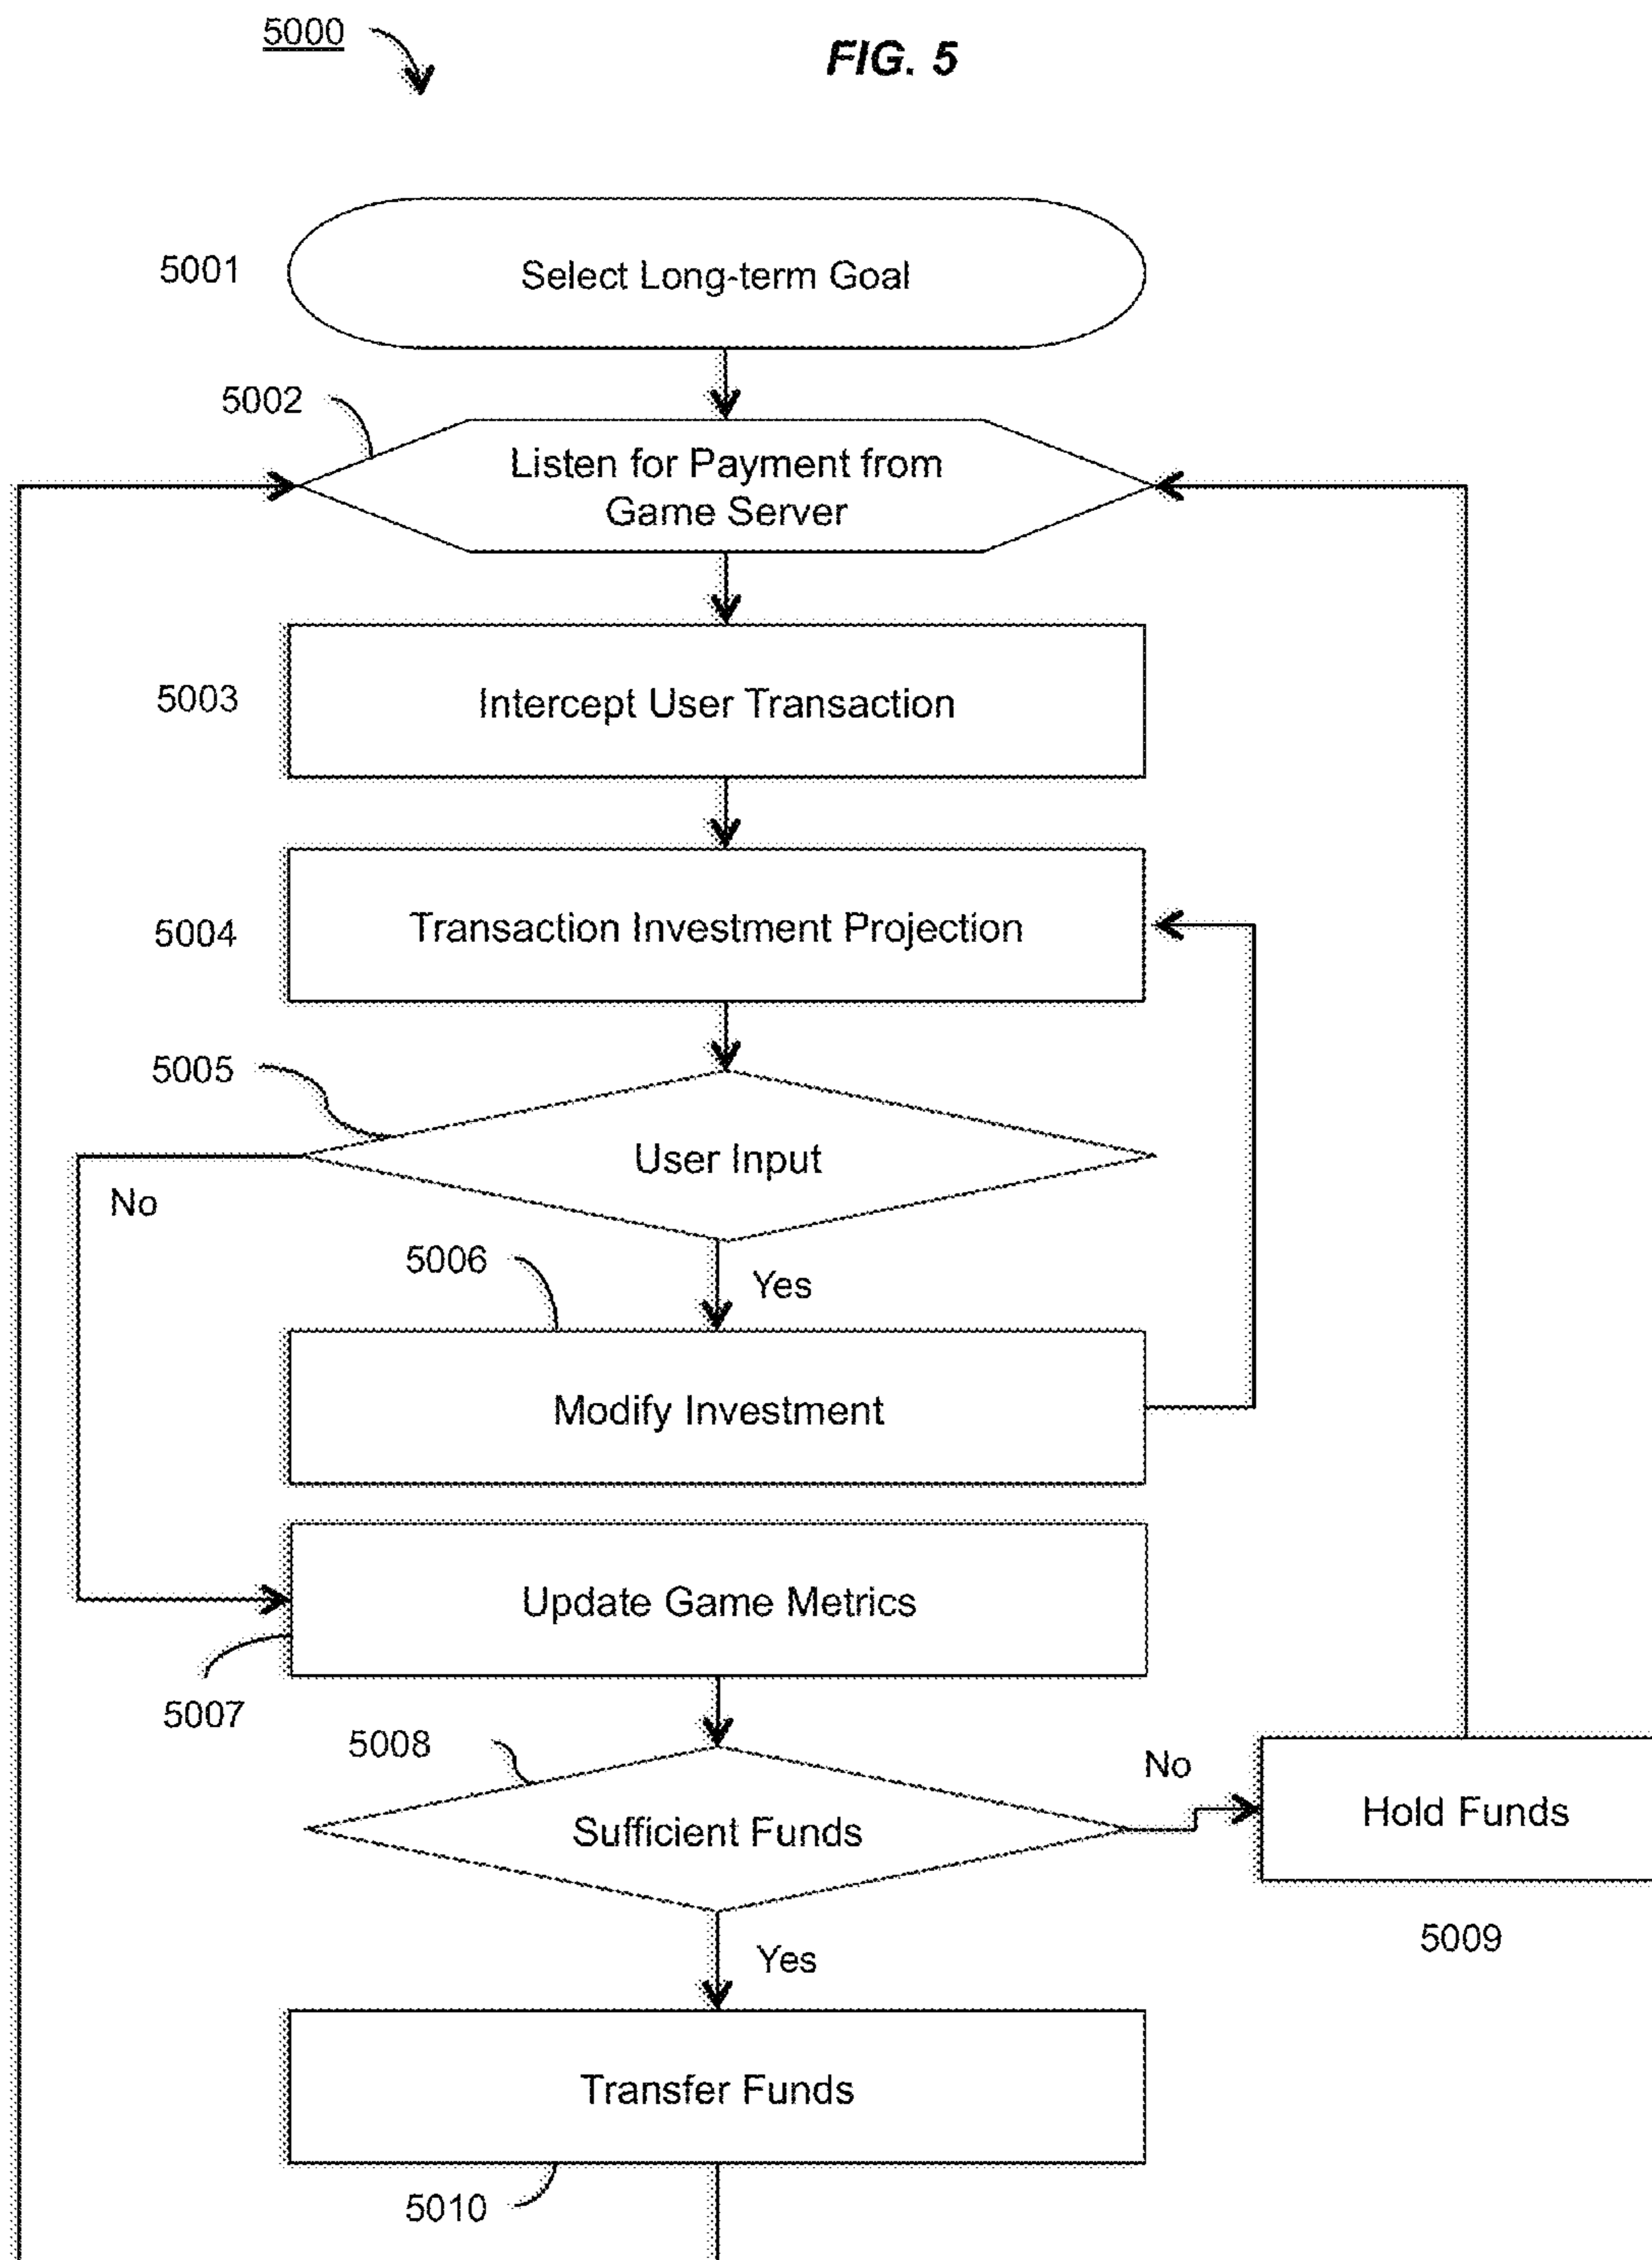 5000
FIG. 5
5001
Select Long-term Goal
5002
Listen for Payment from
Game Server
5003
Intercept User Transaction
5004
Transaction Investment Projection
5005
User Input
No
5006
Yes
Modify Investment
Update Game Metrics
5007
5008
No
Sufficient Funds
Hold Funds
Yes
5009
Transfer Funds
5010